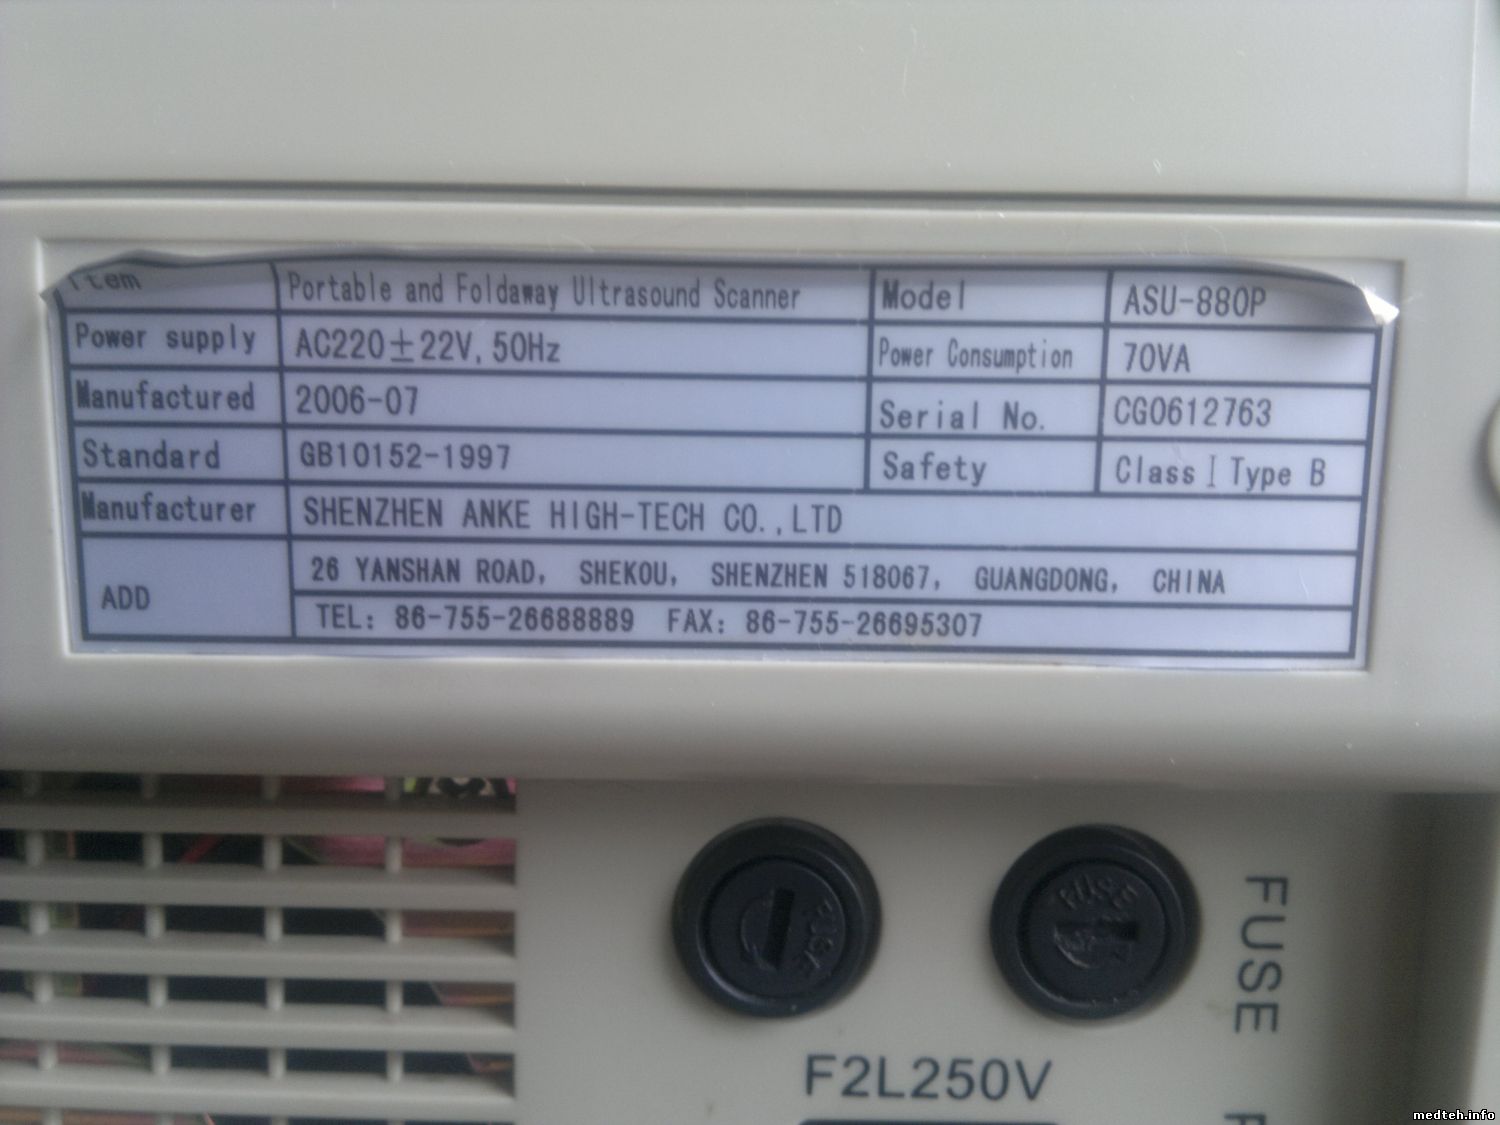 Item Portable and Foldaway Ultrasound Scanner Model ASU-880P
Power supply AC220±22V, 50Hz Power Consumption 70VA
Manufactured 2006-07 Serial No. CG0612763
Standard GB10152-1997 Safety Class I Type B
Manufacturer SHENZHEN ANKE HIGH-TECH CO.,LTD
ADD 26 YANSHAN ROAD, SHEKOU, SHENZHEN 518067, GUANGDONG, CHINA
TEL: 86-755-26688889 FAX: 86-755-26695307
FUSE
FUSE
FUSE
F2L250V
medteh.info